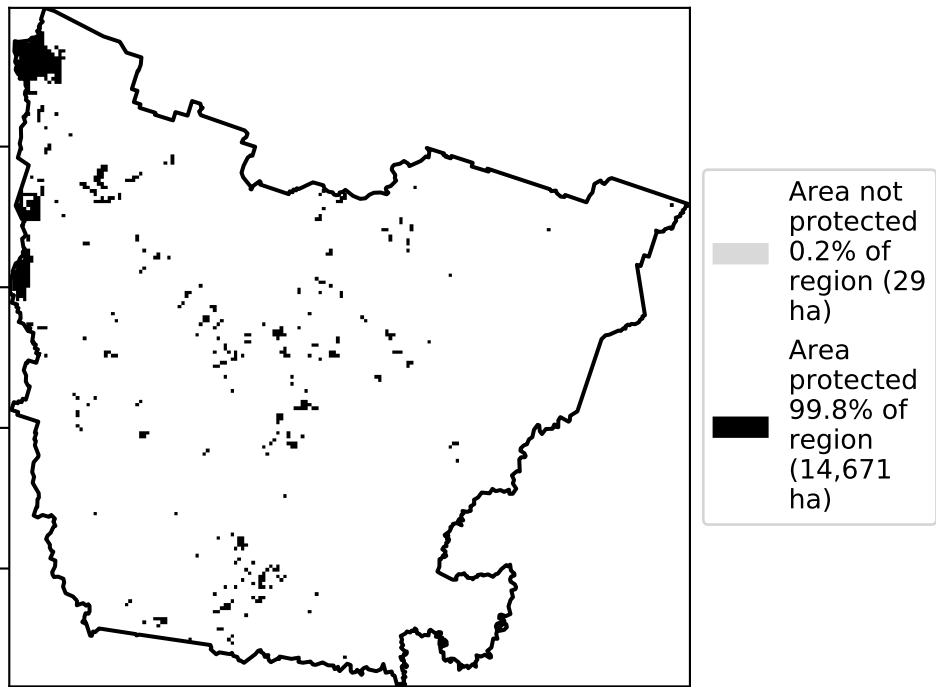 Area not
protected
0.2% of
region (29
ha)
Area
protected
99.8% of
region
(14,671
ha)